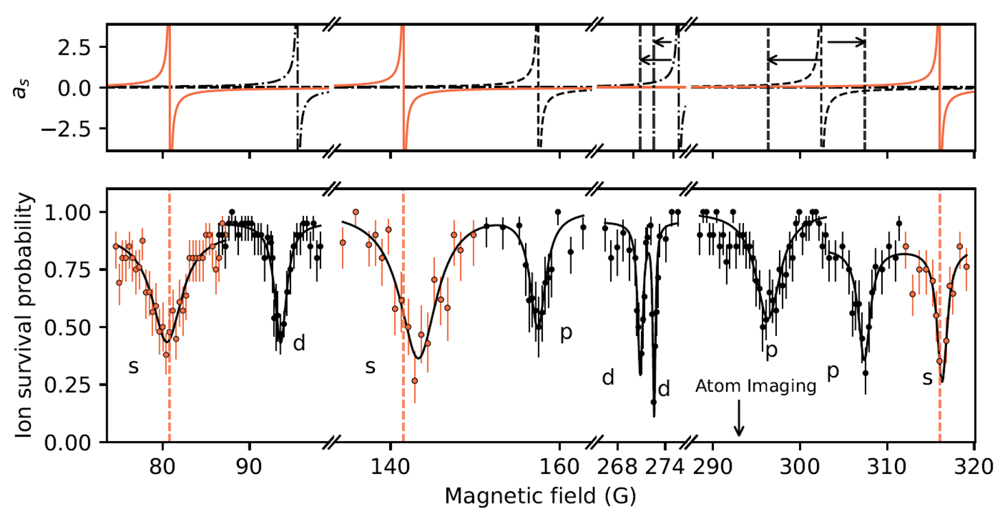 2.5
0.0
−2.5
a_s
1.00
0.75
0.50
0.25
0.00
Ion survival probability
s d s p d d p p s
Atom Imaging
80 90 140 160 268 274 290 300 310 320
Magnetic field (G)